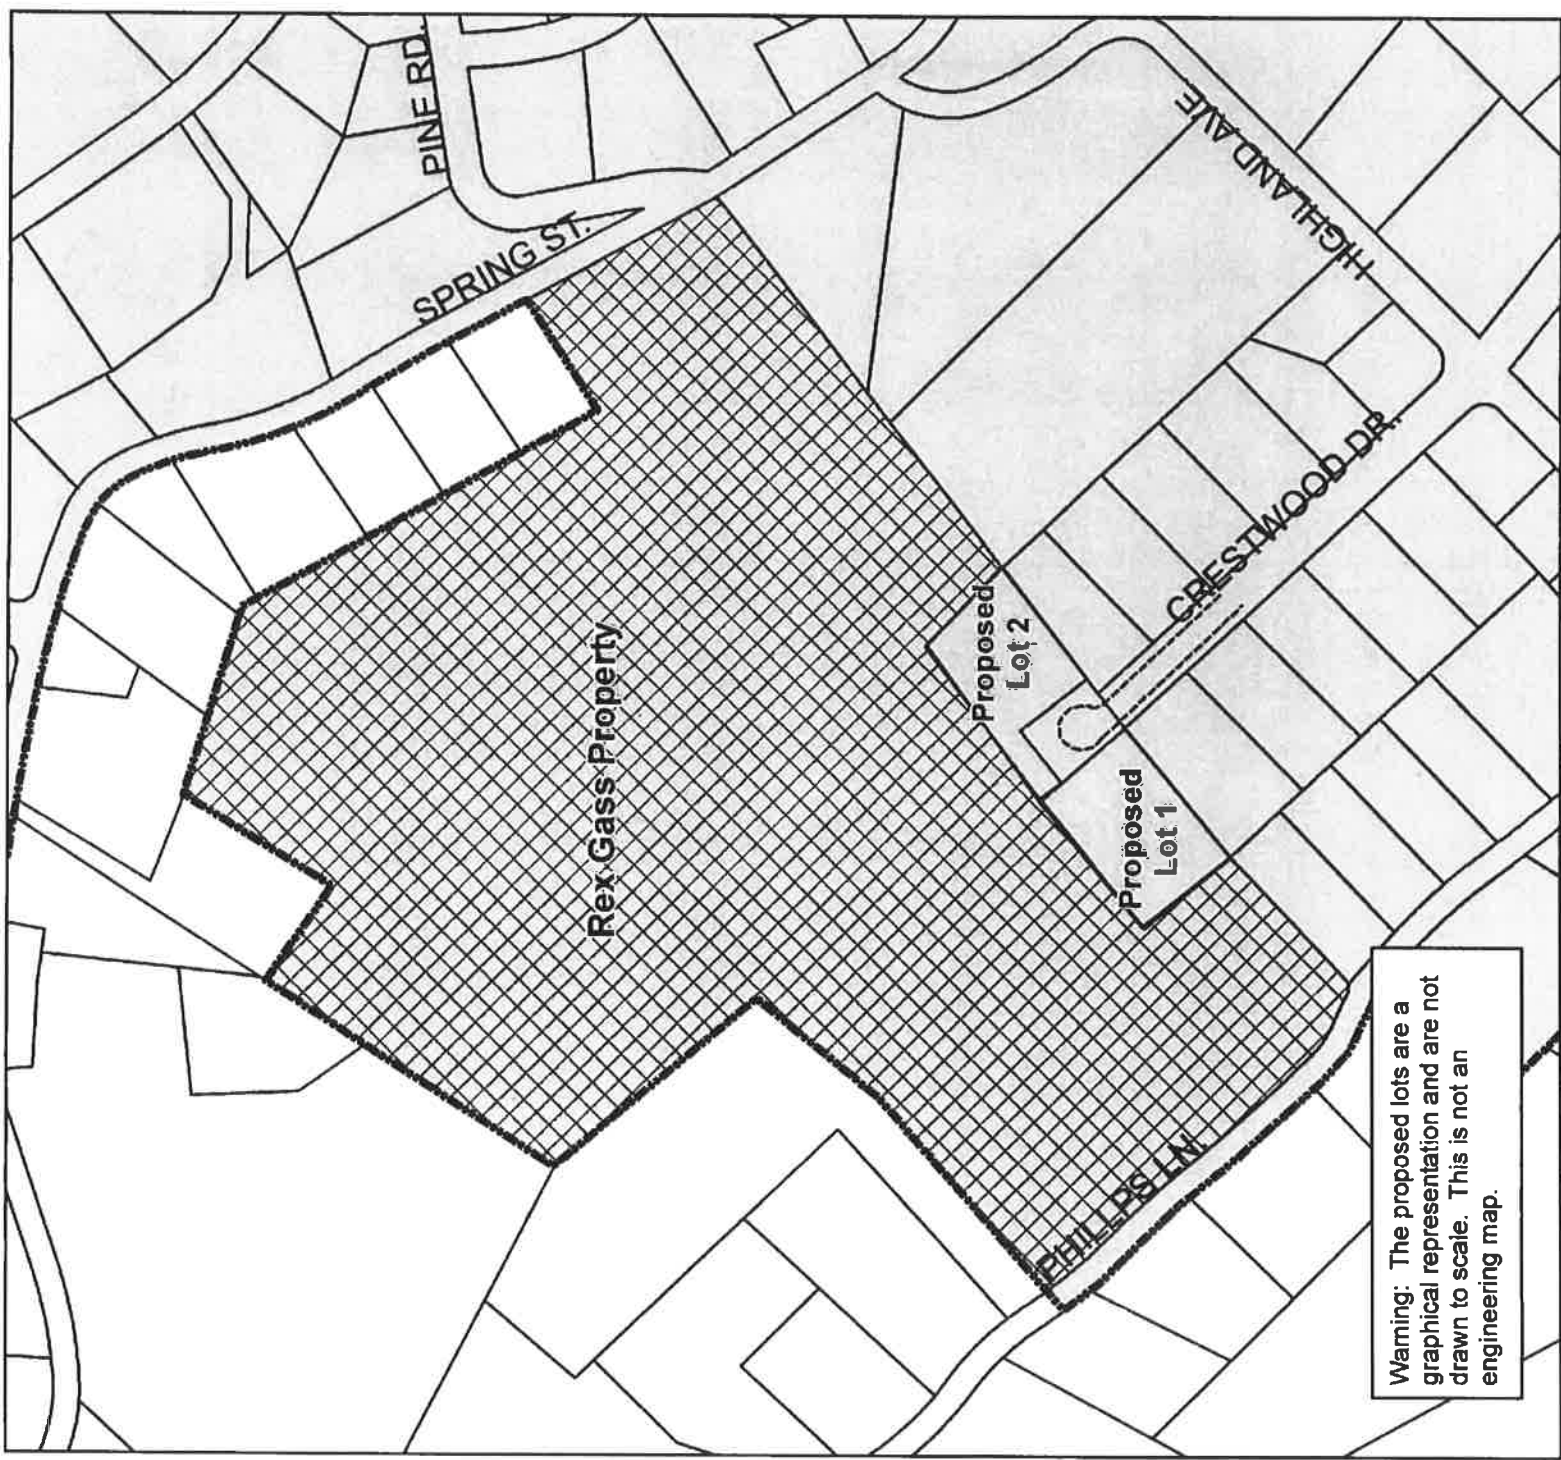 PINE RD.
SPRING ST.
HIGHLAND AVE
Rex Gass Property
Proposed
Lot 2
CRESTWOOD DR.
Proposed
Lot 1
PHILLPS LN.
Warning: The proposed lots are a
graphical representation and are not
drawn to scale. This is not an
engineering map.